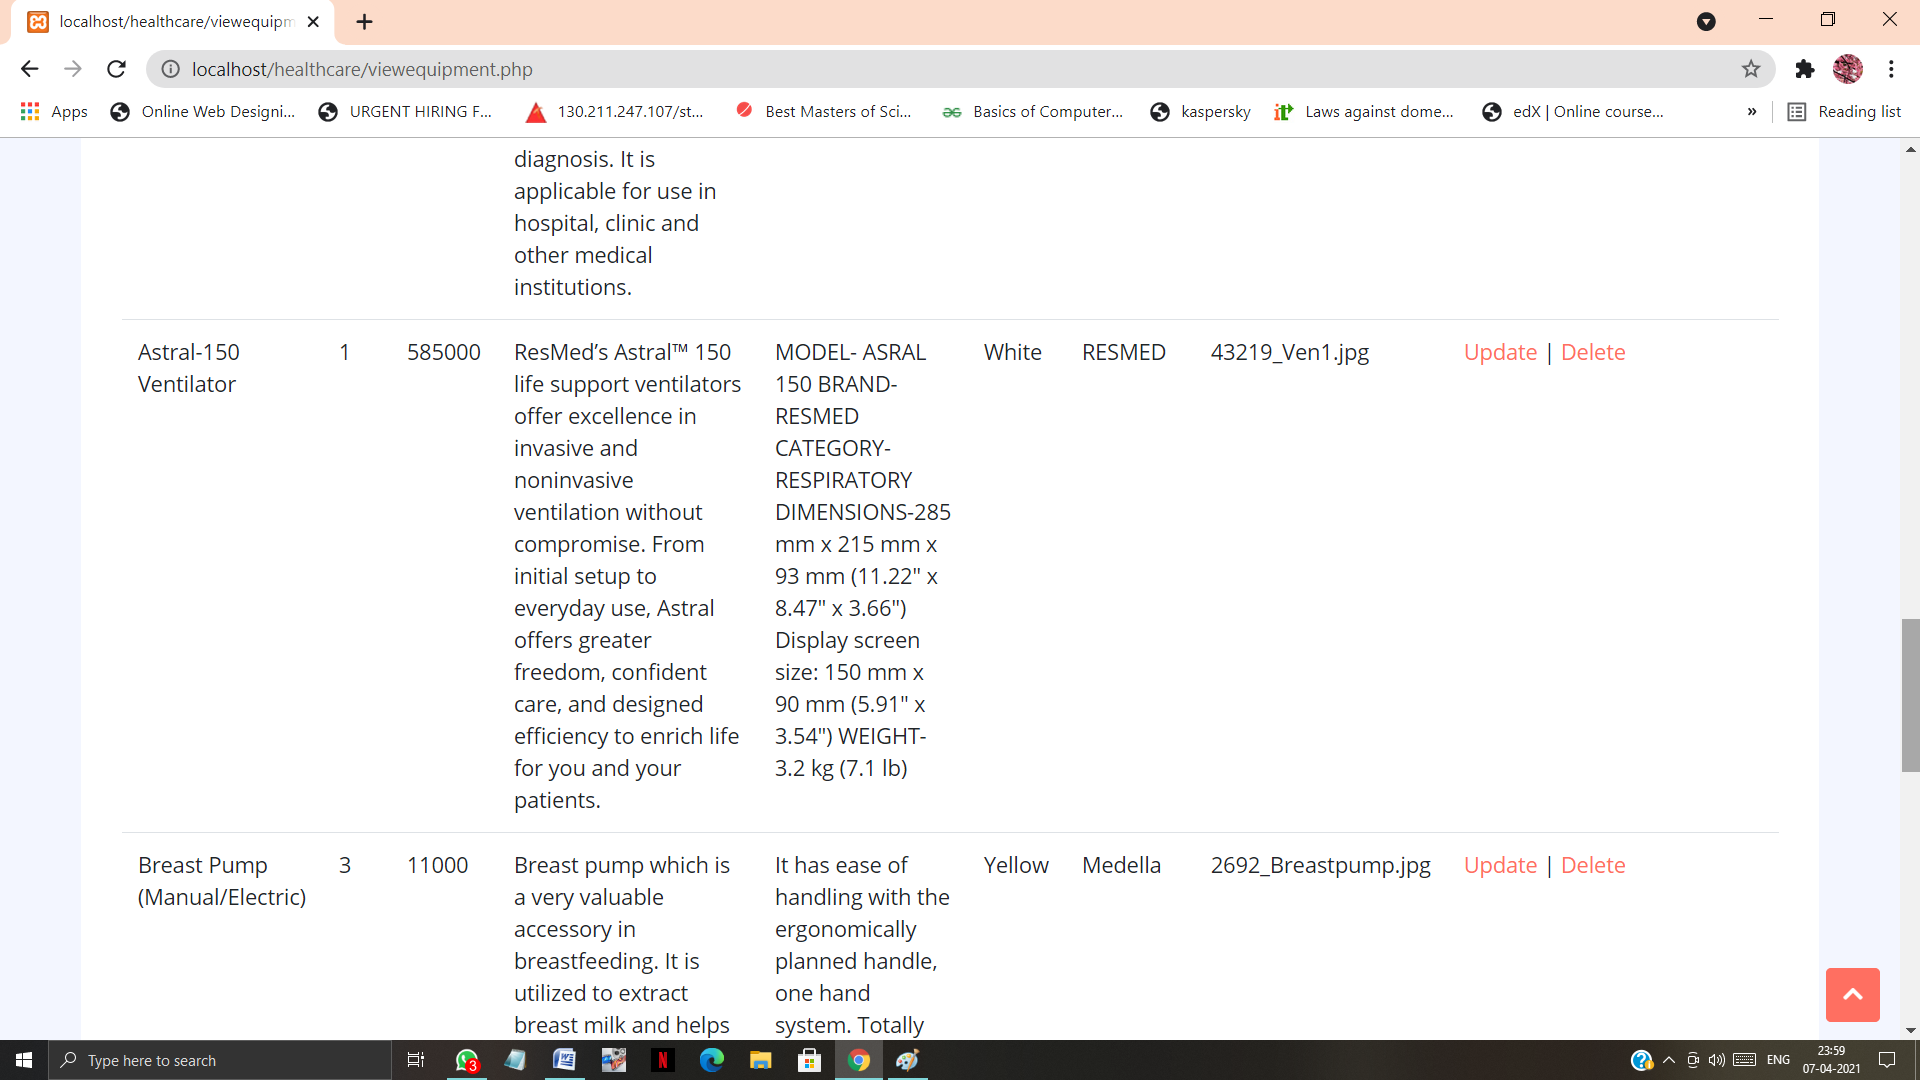 localhost/healthcare/viewequipm
localhost/healthcare/viewequipment.php
Apps
Online Web Designi...
URGENT HIRING F...
130.211.247.107/st...
Best Masters of Sci...
Basics of Computer...
kaspersky
Laws against dome...
edX | Online course...
»
Reading list
diagnosis. It is
applicable for use in
hospital, clinic and
other medical
institutions.
Astral-150
Ventilator
1
585000
ResMed's Astral™ 150
life support ventilators
offer excellence in
invasive and
noninvasive
ventilation without
compromise. From
initial setup to
everyday use, Astral
offers greater
freedom, confident
care, and designed
efficiency to enrich life
for you and your
patients.
MODEL- ASRAL
150 BRAND-
RESMED
CATEGORY-
RESPIRATORY
DIMENSIONS-285
mm x 215 mm x
93 mm (11.22" x
8.47" x 3.66")
Display screen
size: 150 mm x
90 mm (5.91" x
3.54") WEIGHT-
3.2 kg (7.1 lb)
White
RESMED
43219_Ven1.jpg
Update | Delete
Breast Pump
(Manual/Electric)
3
11000
Breast pump which is
a very valuable
accessory in
breastfeeding. It is
utilized to extract
breast milk and helps
It has ease of
handling with the
ergonomically
planned handle,
one hand
system. Totally
Yellow
Medella
2692_Breastpump.jpg
Update | Delete
Type here to search
3
ENG
23:59
07-04-2021